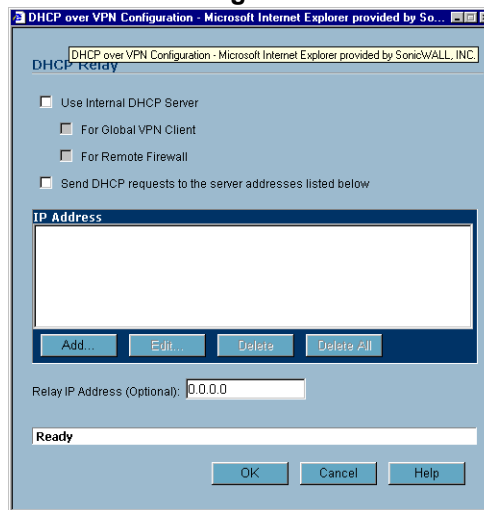 DHCP over VPN Configuration - Microsoft Internet Explorer provided by So...
DHCP over VPN Configuration - Microsoft Internet Explorer provided by SonicWALL, INC.
DHCP Relay
Use Internal DHCP Server
For Global VPN Client
For Remote Firewall
Send DHCP requests to the server addresses listed below
IP Address
Add...
Edit...
Delete
Delete All
Relay IP Address (Optional): 0.0.0.0
Ready
OK
Cancel
Help